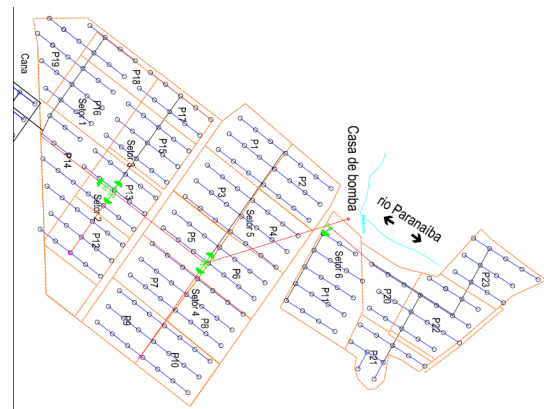 Cana
P19
P18
P17
P16
Setor 1
P15
Setor 3
P14
P13
Setor 2
P12
P1
P2
P3
P4
Setor 5
P5
P6
P7
Setor 4
P8
P9
P10
Casa de bomba
rio Paranaíba
Setor 6
P11
P20
P21
P22
P23